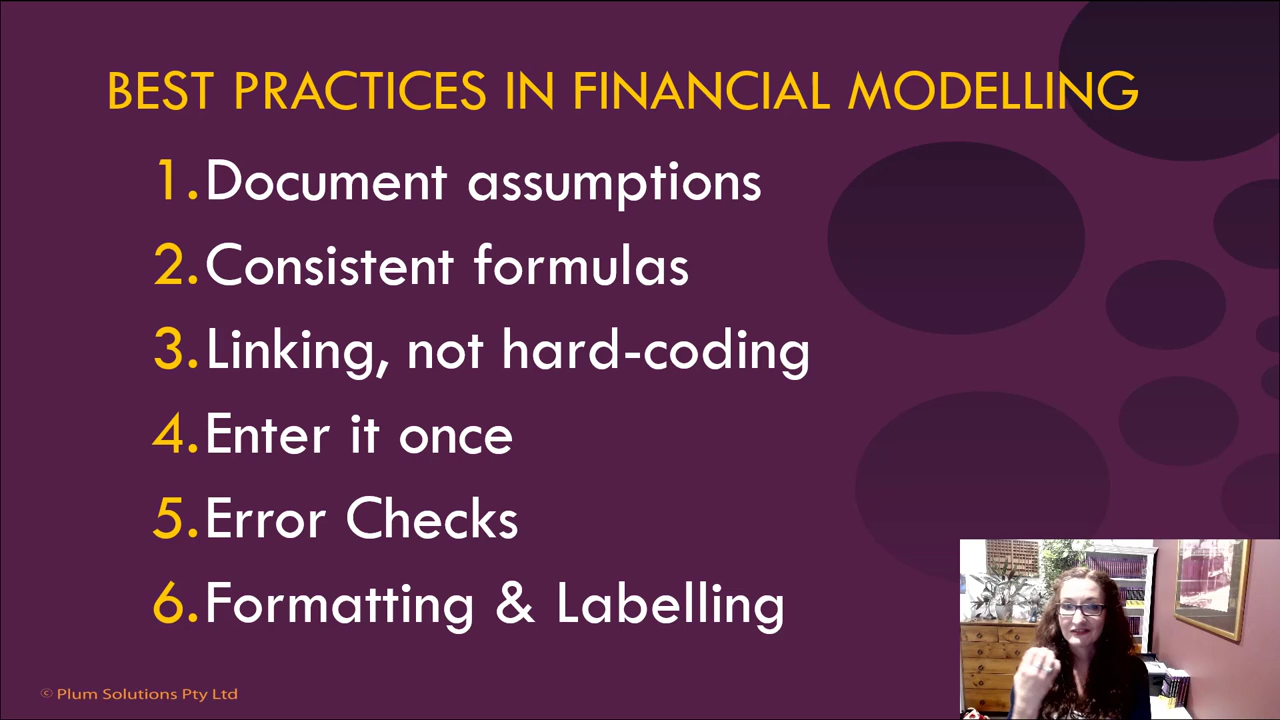 BEST PRACTICES IN FINANCIAL MODELLING
1. Document assumptions
2. Consistent formulas
3. Linking, not hard-coding
4. Enter it once
5. Error Checks
6. Formatting & Labelling
© Plum Solutions Pty Ltd